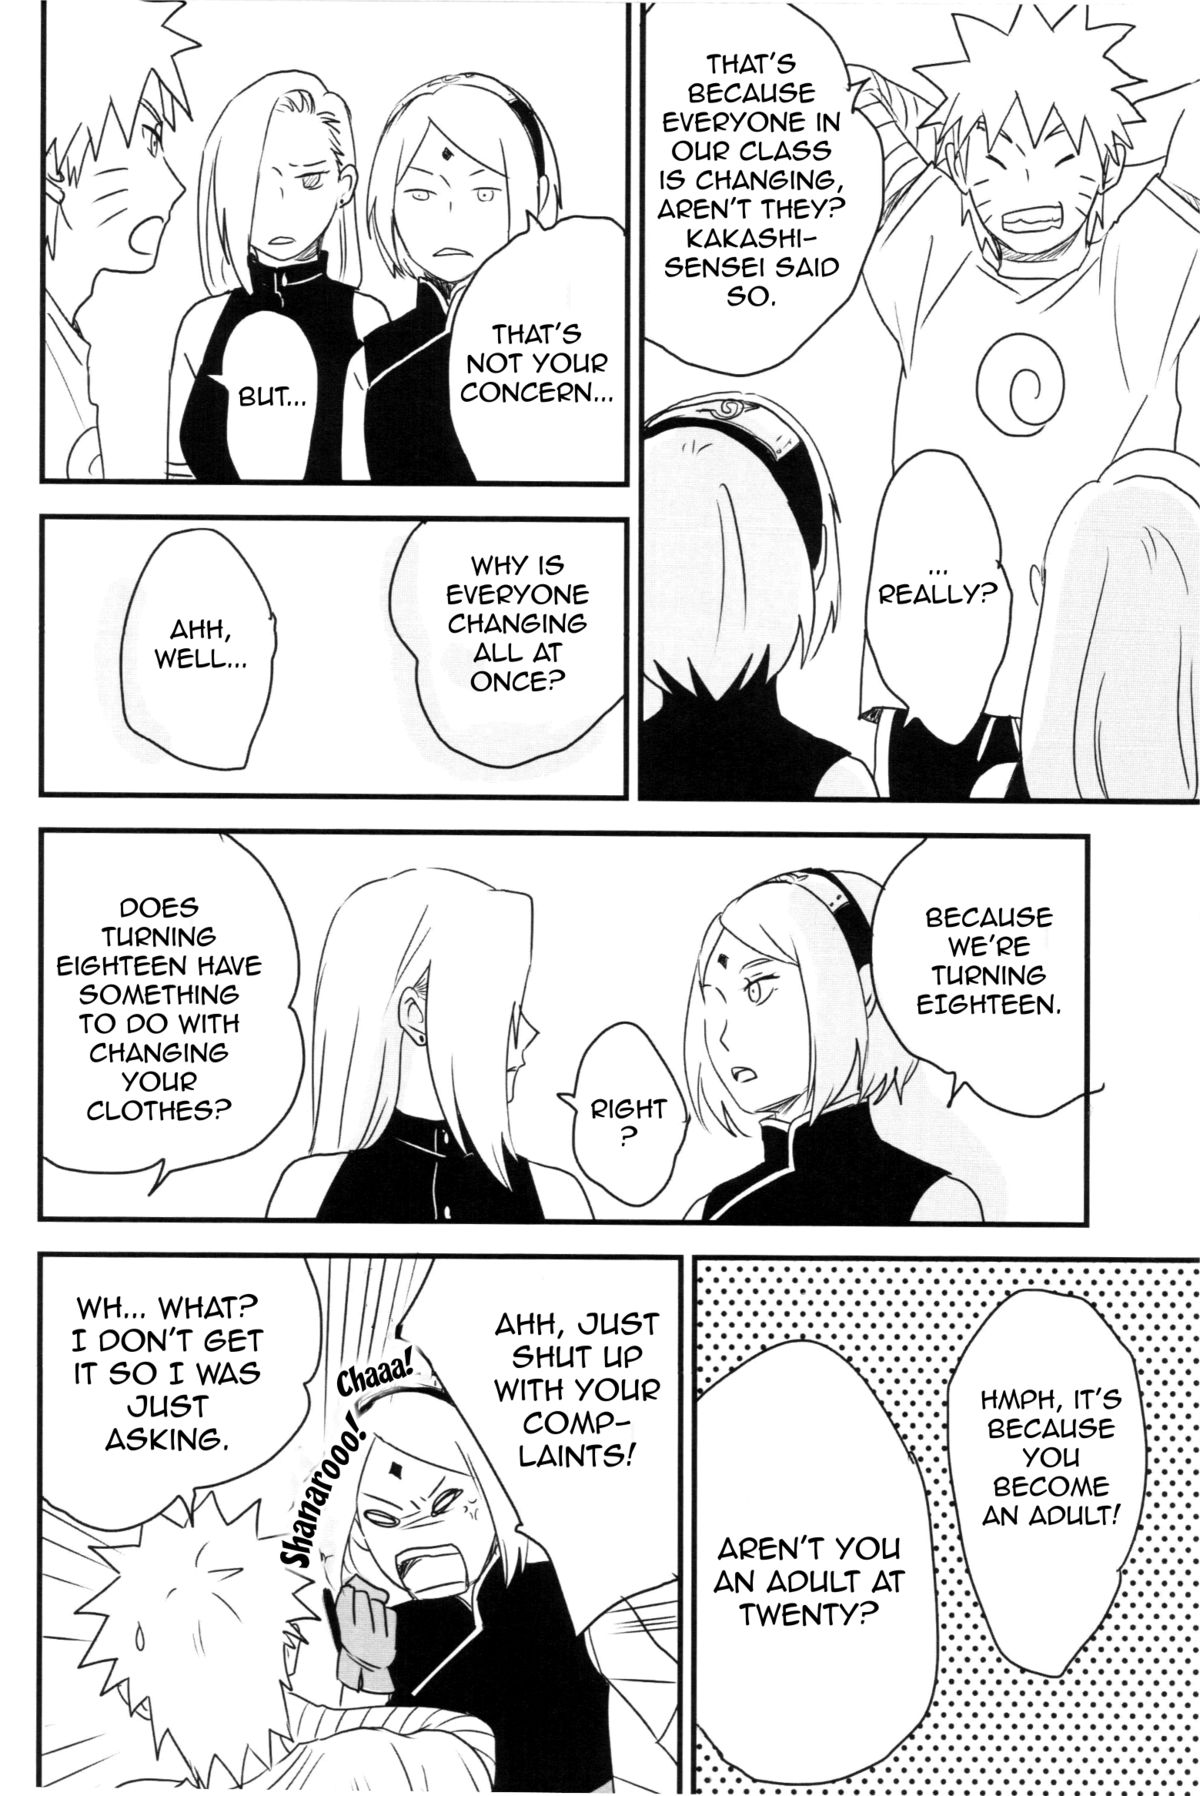 THAT'S
BECAUSE
EVERYONE IN
OUR CLASS
IS CHANGING,
AREN'T THEY?
KAKASHI-
SENSEI SAID
SO.
...
REALLY?
THAT'S
NOT YOUR
CONCERN...
BUT...
WHY IS
EVERYONE
CHANGING
ALL AT
ONCE?
AHH,
WELL...
BECAUSE
WE'RE
TURNING
EIGHTEEN.
RIGHT
?
DOES
TURNING
EIGHTEEN HAVE
SOMETHING
TO DO WITH
CHANGING
YOUR
CLOTHES?
HMPH, IT'S
BECAUSE
YOU
BECOME
AN ADULT!
AREN'T YOU
AN ADULT AT
TWENTY?
AHH, JUST
SHUT UP
WITH YOUR
COMP-
LAINTS!
Chaaa!
Shanarooo!
WH... WHAT?
I DON'T GET
IT SO I WAS
JUST
ASKING.